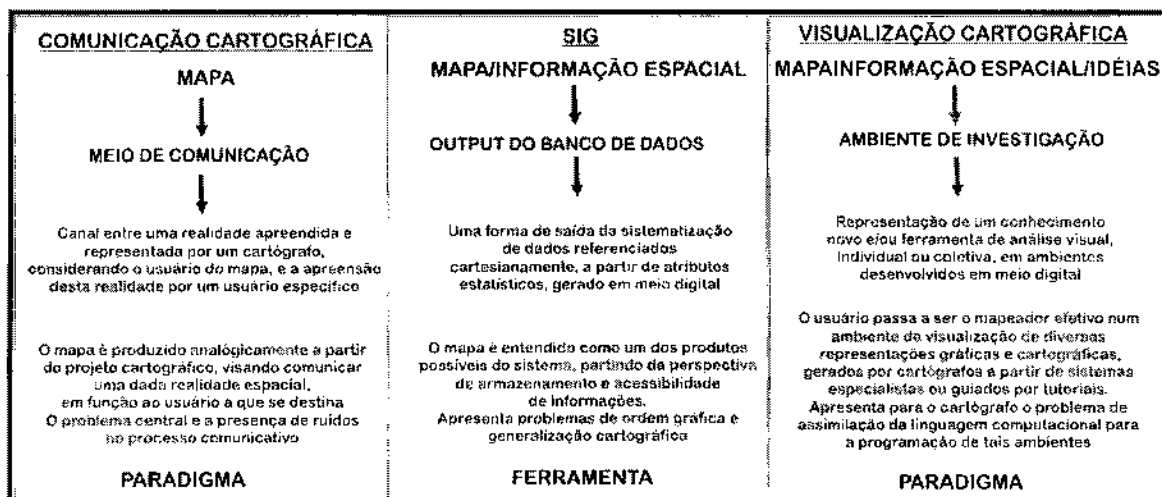 COMUNICAÇÃO CARTOGRÁFICA
MAPA
MEIO DE COMUNICAÇÃO
Canal entre uma realidade apreendida e
representada por um cartógrafo,
considerando o usuário do mapa, e a apreensão
desta realidade por um usuário específico
O mapa é produzido analógicamente a partir
do projeto cartográfico, visando comunicar
uma dada realidade espacial,
em função ao usuário a que se destina
O problema central e a presença de ruídos
no processo comunicativo
PARADIGMA
SIG
MAPA/INFORMAÇÃO ESPACIAL
OUTPUT DO BANCO DE DADOS
Uma forma de saída da sistematização
de dados referenciados
cartesianamente, a partir de atributos
estatísticos, gerado em meio digital
O mapa é entendido como um dos produtos
possíveis do sistema, partindo da perspectiva
de armazenamento e acessibilidade
de informações.
Apresenta problemas de ordem gráfica e
generalização cartográfica
FERRAMENTA
VISUALIZAÇÃO CARTOGRÁFICA
MAPAINFORMAÇÃO ESPACIAL/IDÉIAS
AMBIENTE DE INVESTIGAÇÃO
Representação de um conhecimento
novo e/ou ferramenta de análise visual,
Individual ou coletiva, em ambientes
desenvolvidos em meio digital
O usuário passa a ser o mapeador efetivo num
ambiente da visualização de diversas
representações gráficas e cartográficas,
gerados por cartógrafos a partir de sistemas
especialistas ou guiados por tutoriais.
Apresenta para o cartógrafo o problema de
assimilação da linguagem computacional para
a programação de tais ambientes
PARADIGMA